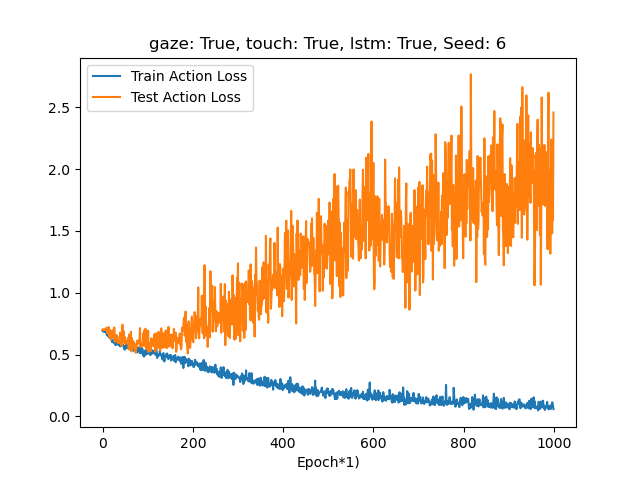 gaze: True, touch: True, lstm: True, Seed: 6
Train Action Loss
Test Action Loss
2.5
2.0
1.5
1.0
0.5
0.0
0 200 400 600 800 1000
Epoch*1)